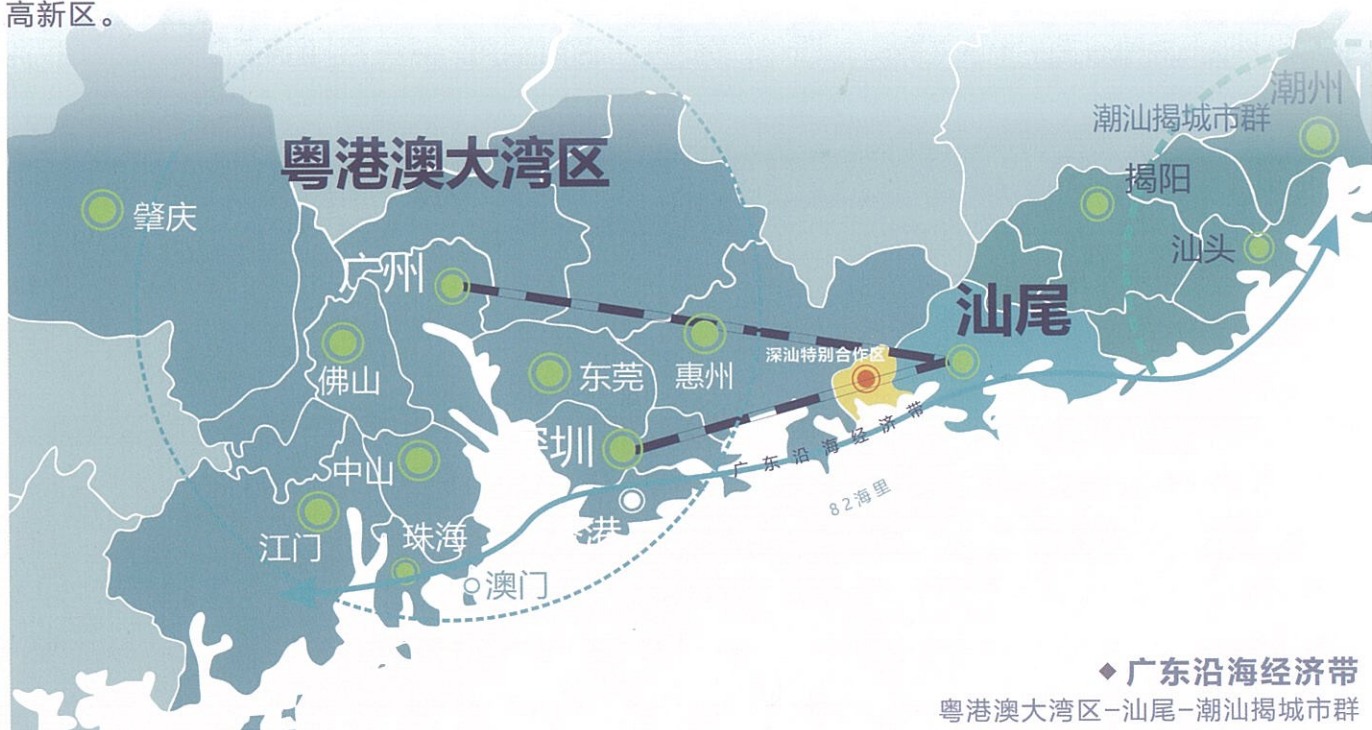 高新区。
潮州
潮汕揭城市群
粤港澳大湾区
揭阳
肇庆
汕头
广州
汕尾
深汕特别合作区
佛山
东莞
惠州
深圳
广东沿海经济带
中山
82海里
江门
珠海
香港
澳门
◆ 广东沿海经济带
粤港澳大湾区-汕尾-潮汕揭城市群